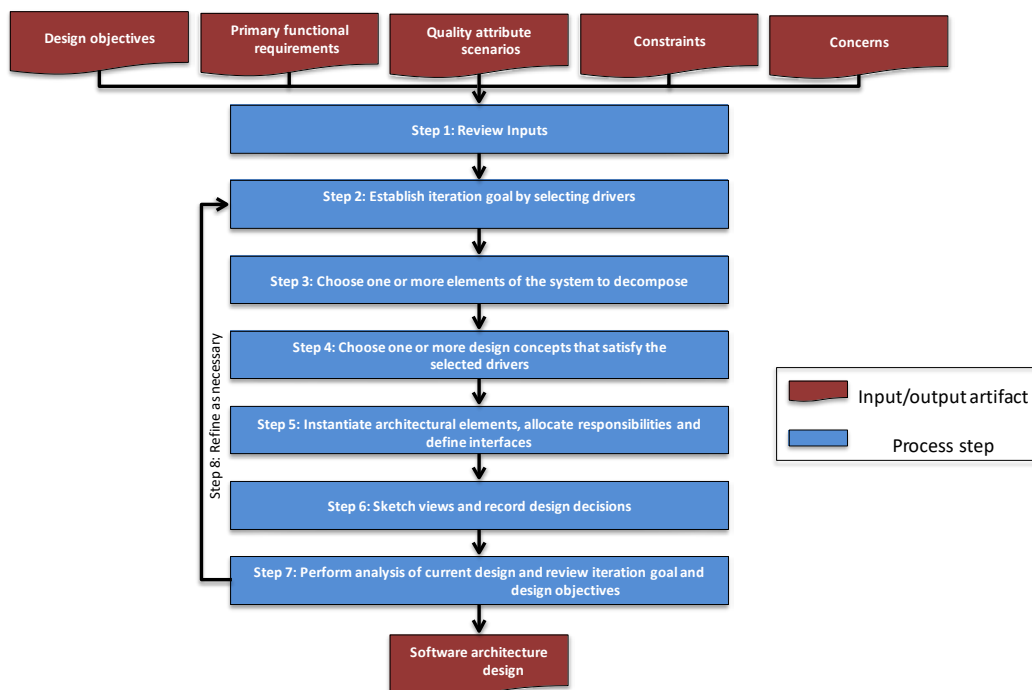 Design objectives
Primary functional
requirements
Quality attribute
scenarios
Constraints
Concerns
Step 1: Review Inputs
Step 2: Establish iteration goal by selecting drivers
Step 3: Choose one or more elements of the system to decompose
Step 4: Choose one or more design concepts that satisfy the
selected drivers
Step 5: Instantiate architectural elements, allocate responsibilities and
define interfaces
Step 6: Sketch views and record design decisions
Step 7: Perform analysis of current design and review iteration goal and
design objectives
Step 8: Refine as necessary
Software architecture
design
Input/output artifact
Process step